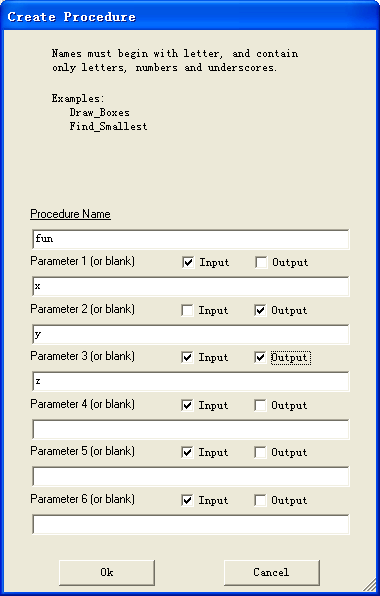 Create Procedure
Names must begin with letter, and contain
only letters, numbers and underscores.
Examples:
Draw_Boxes
Find_Smallest
Procedure Name
fun
Parameter 1 (or blank) Input Output
x
Parameter 2 (or blank) Input Output
y
Parameter 3 (or blank) Input Output
z
Parameter 4 (or blank) Input Output
Parameter 5 (or blank) Input Output
Parameter 6 (or blank) Input Output
Ok Cancel